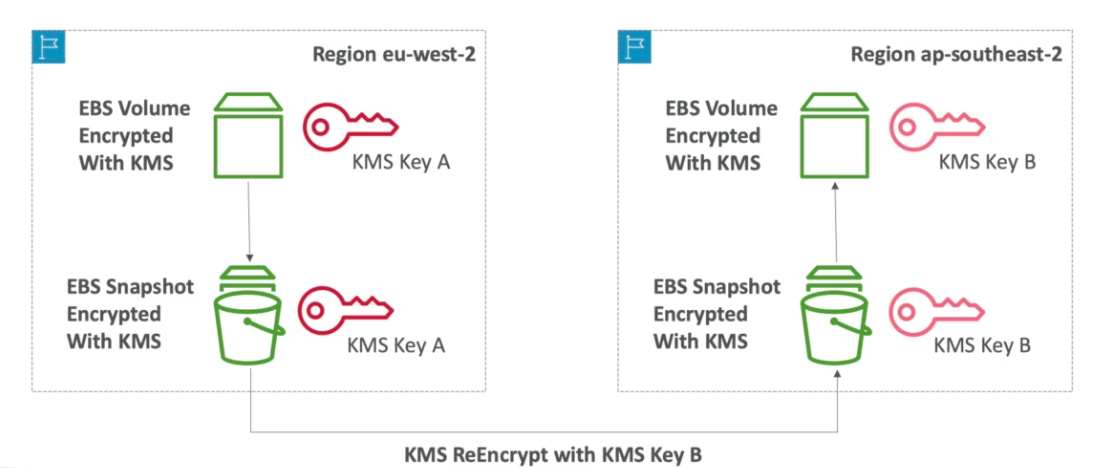 Region eu-west-2
EBS Volume
Encrypted
With KMS
KMS Key A
EBS Snapshot
Encrypted
With KMS
KMS Key A
Region ap-southeast-2
EBS Volume
Encrypted
With KMS
KMS Key B
EBS Snapshot
Encrypted
With KMS
KMS Key B
KMS ReEncrypt with KMS Key B